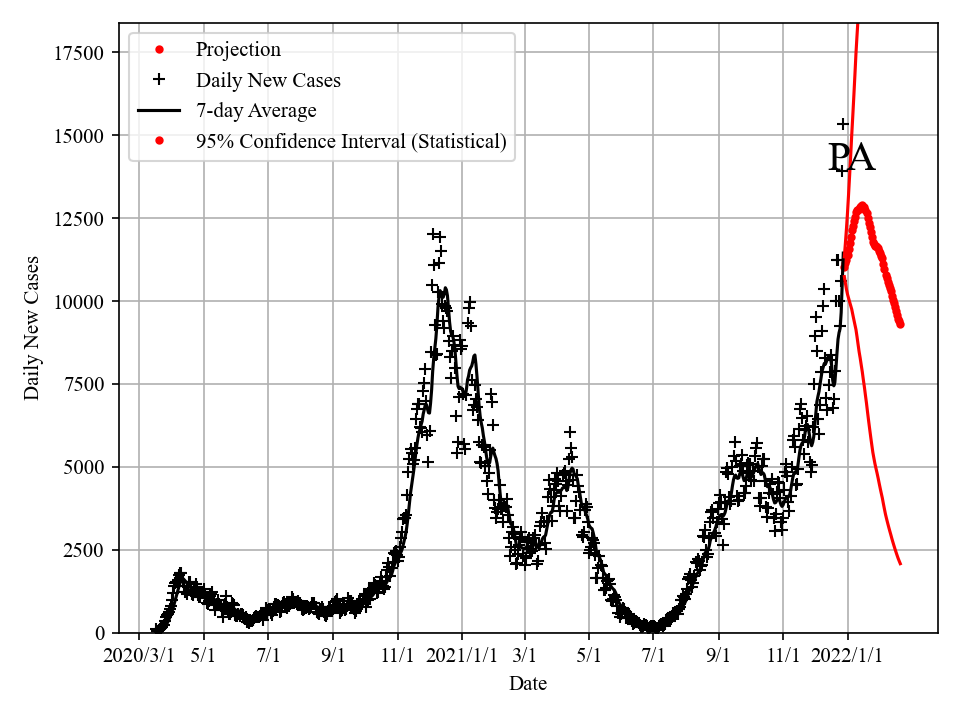 17500
15000
12500
10000
7500
5000
2500
0
Daily New Cases
Projection
Daily New Cases
7-day Average
95% Confidence Interval (Statistical)
PA
2020/3/1 5/1 7/1 9/1 11/1 2021/1/1 3/1 5/1 7/1 9/1 11/1 2022/1/1
Date